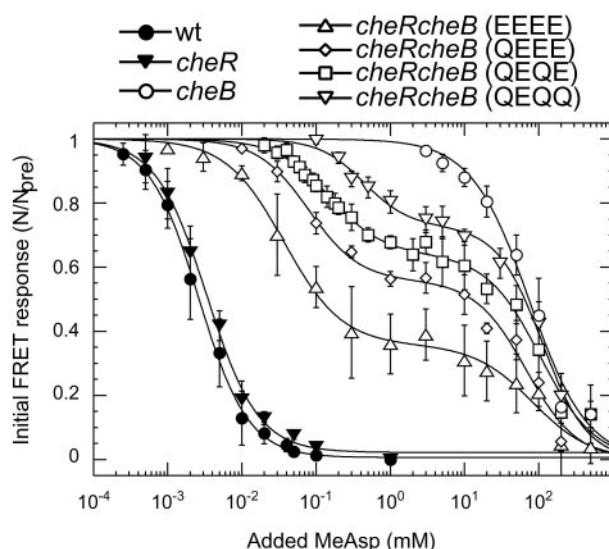 wt
cheR
cheB
cheRcheB (EEEE)
cheRcheB (QEEE)
cheRcheB (QEQE)
cheRcheB (QEQQ)
Initial FRET response (N/Npre)
1
0.8
0.6
0.4
0.2
0
10-4 10-3 10-2 10-1 100 101 102
Added MeAsp (mM)